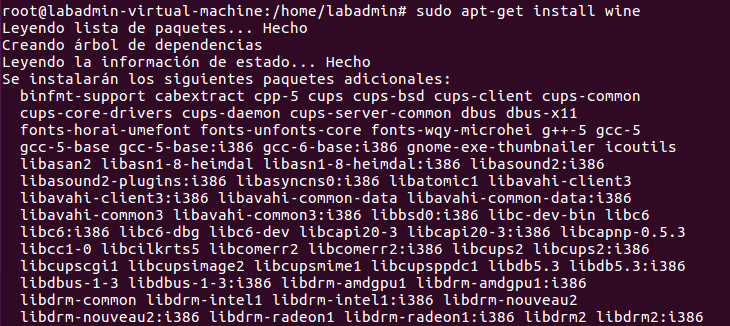 root@labadmin-virtual-machine:/home/labadmin# sudo apt-get install wine
Leyendo lista de paquetes... Hecho
Creando árbol de dependencias
Leyendo la información de estado... Hecho
Se instalarán los siguientes paquetes adicionales:
binfmt-support cabextract cpp-5 cups cups-bsd cups-client cups-common
cups-core-drivers cups-daemon cups-server-common dbus dbus-x11
fonts-horai-umefont fonts-unfonts-core fonts-wqy-microhei g++-5 gcc-5
gcc-5-base gcc-5-base:i386 gcc-6-base:i386 gnome-exe-thumbnailer icoutils
libasan2 libasn1-8-heimdal libasn1-8-heimdal:i386 libasound2:i386
libasound2-plugins:i386 libasyncns0:i386 libatomic1 libavahi-client3
libavahi-client3:i386 libavahi-common-data libavahi-common-data:i386
libavahi-common3 libavahi-common3:i386 libbsd0:i386 libc-dev-bin libc6
libc6:i386 libc6-dbg libc6-dev libcapi20-3 libcapi20-3:i386 libcapnp-0.5.3
libcc1-0 libcilkrts5 libcomerr2 libcomerr2:i386 libcups2 libcups2:i386
libcupscgi1 libcupsimage2 libcupsmime1 libcupsppdc1 libdb5.3 libdb5.3:i386
libdbus-1-3 libdbus-1-3:i386 libdrm-amdgpu1 libdrm-amdgpu1:i386
libdrm-common libdrm-intel1 libdrm-intel1:i386 libdrm-nouveau2
libdrm-nouveau2:i386 libdrm-radeon1 libdrm-radeon1:i386 libdrm2 libdrm2:i386